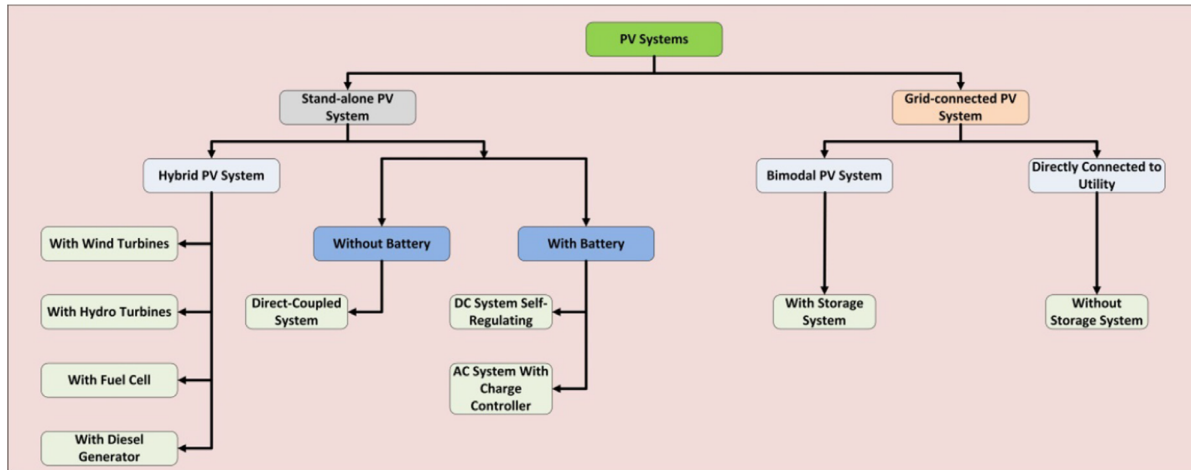 PV Systems
Stand-alone PV
System
Grid-connected PV
System
Hybrid PV System
Bimodal PV System
Directly Connected to
Utility
With Wind Turbines
Without Battery
With Battery
With Hydro Turbines
Direct-Coupled
System
DC System Self-
Regulating
With Storage
System
Without
Storage System
With Fuel Cell
AC System With
Charge
Controller
With Diesel
Generator